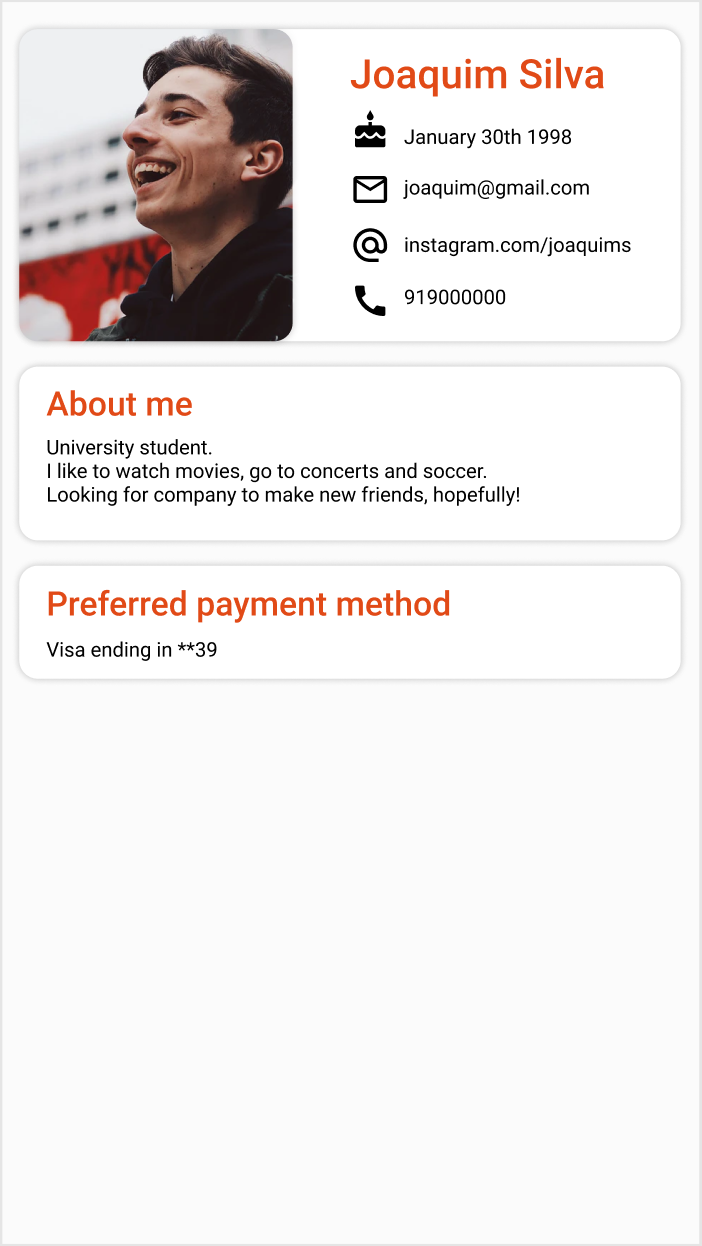 Joaquim Silva
January 30th 1998
joaquim@gmail.com
instagram.com/joaquims
919000000
About me
University student.
I like to watch movies, go to concerts and soccer.
Looking for company to make new friends, hopefully!
Preferred payment method
Visa ending in **39